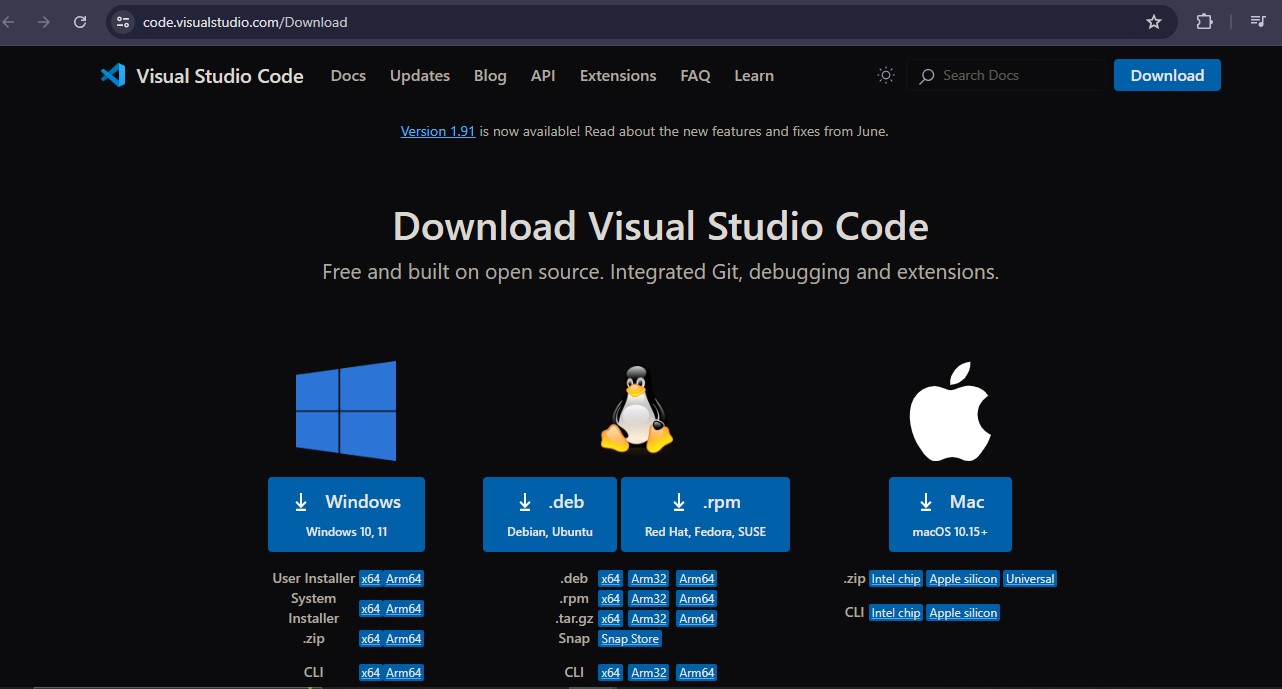 code.visualstudio.com/Download
Visual Studio Code Docs Updates Blog API Extensions FAQ Learn Search Docs Download
Version 1.91 is now available! Read about the new features and fixes from June.
Download Visual Studio Code
Free and built on open source. Integrated Git, debugging and extensions.
Windows
Windows 10, 11
User Installer x64 Arm64
System Installer x64 Arm64
.zip x64 Arm64
CLI x64 Arm64
.deb
Debian, Ubuntu
.rpm
Red Hat, Fedora, SUSE
.deb x64 Arm32 Arm64
.rpm x64 Arm32 Arm64
.tar.gz x64 Arm32 Arm64
Snap Snap Store
CLI x64 Arm32 Arm64
Mac
macOS 10.15+
.zip Intel chip Apple silicon Universal
CLI Intel chip Apple silicon